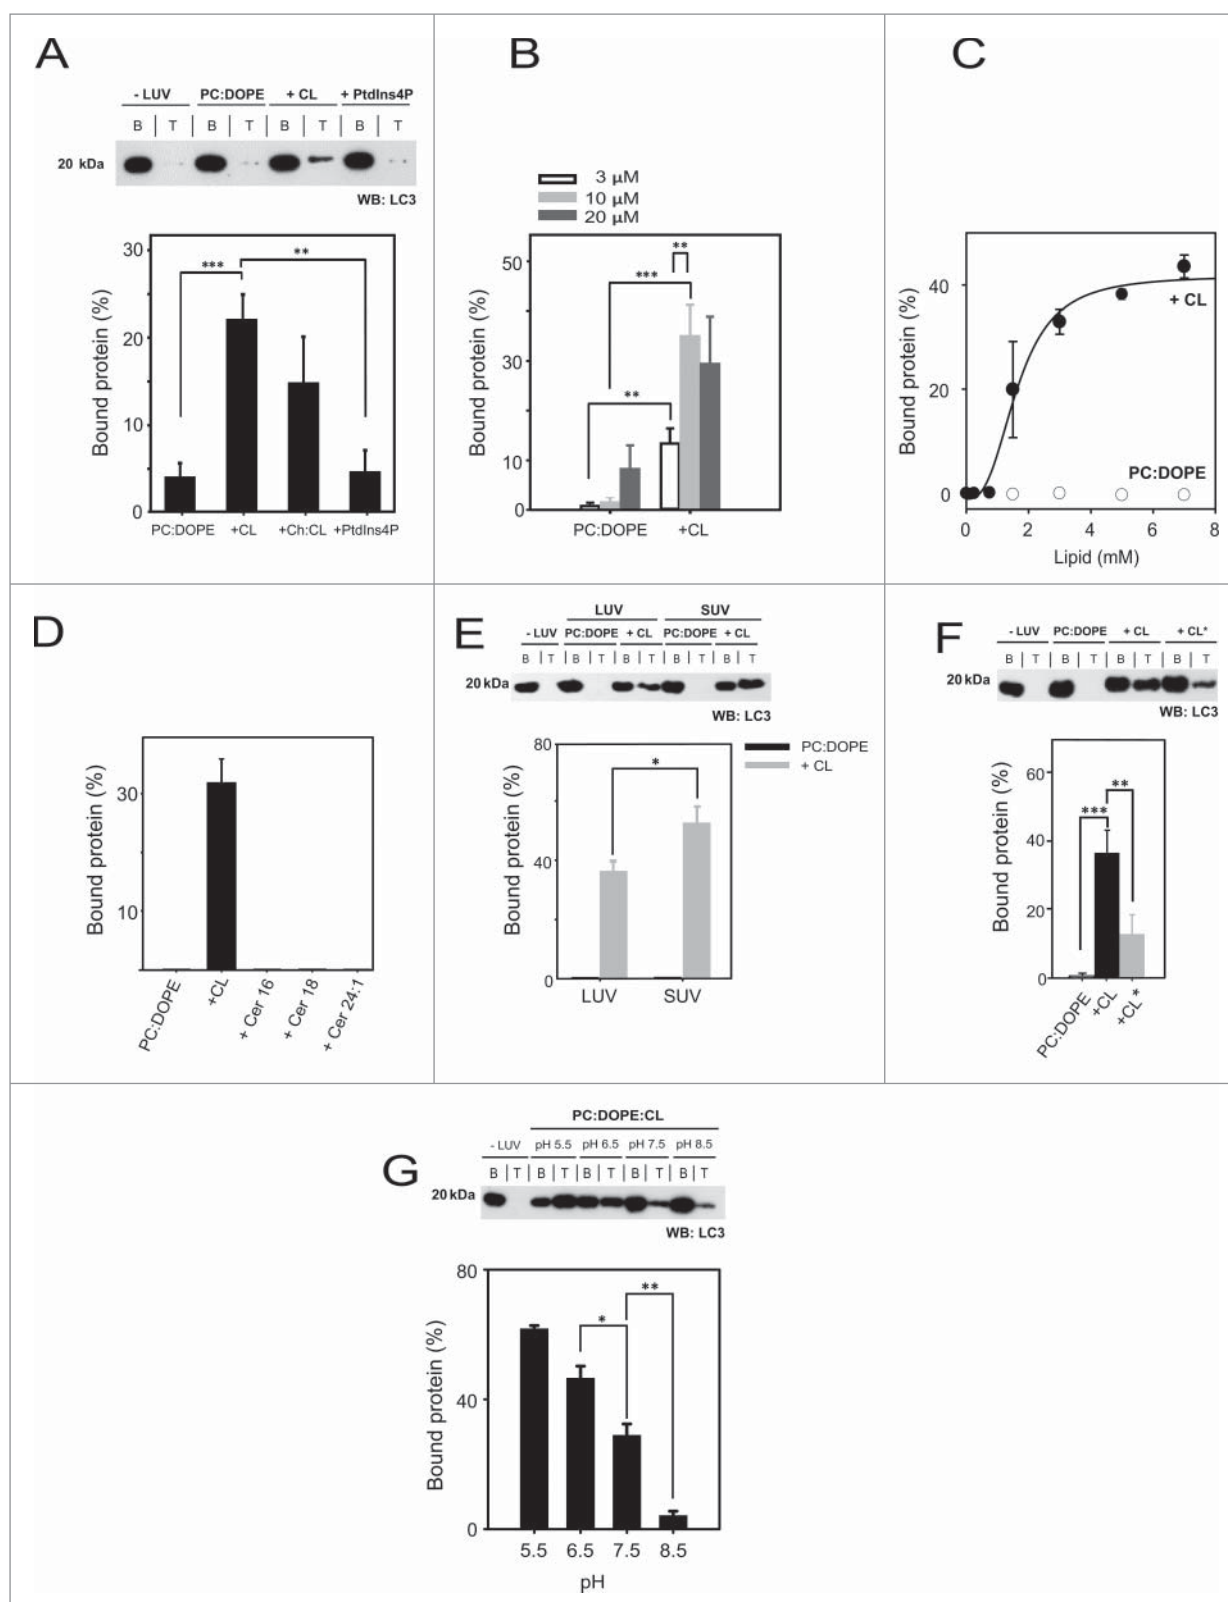 A
- LUV PC:DOPE + CL + PtdIns4P
B | T | B | T | B | T | B | T
20 kDa
WB: LC3
*** **
30
20
10
0
Bound protein (%)
PC:DOPE +CL +Ch:CL +PtdIns4P
B
3 µM
10 µM
20 µM
**
***
**
50
30
10
0
Bound protein (%)
PC:DOPE +CL
C
40
20
0
Bound protein (%)
+ CL
PC:DOPE
0 2 4 6 8
Lipid (mM)
D
30
10
Bound protein (%)
PC:DOPE
+CL
+ Cer 16
+ Cer 18
+ Cer 24:1
E
LUV SUV
- LUV PC:DOPE + CL PC:DOPE + CL
B | T | B | T | B | T | B | T | B | T
20 kDa
WB: LC3
PC:DOPE
+ CL
*
80
40
0
Bound protein (%)
LUV SUV
F
- LUV PC:DOPE + CL + CL*
B | T | B | T | B | T | B | T
20 kDa
WB: LC3
*** **
60
40
20
0
Bound protein (%)
PC:DOPE
+CL
+CL*
G
PC:DOPE:CL
- LUV pH 5.5 pH 6.5 pH 7.5 pH 8.5
B | T | B | T | B | T | B | T | B | T
20 kDa
WB: LC3
* **
80
40
0
Bound protein (%)
5.5 6.5 7.5 8.5
pH